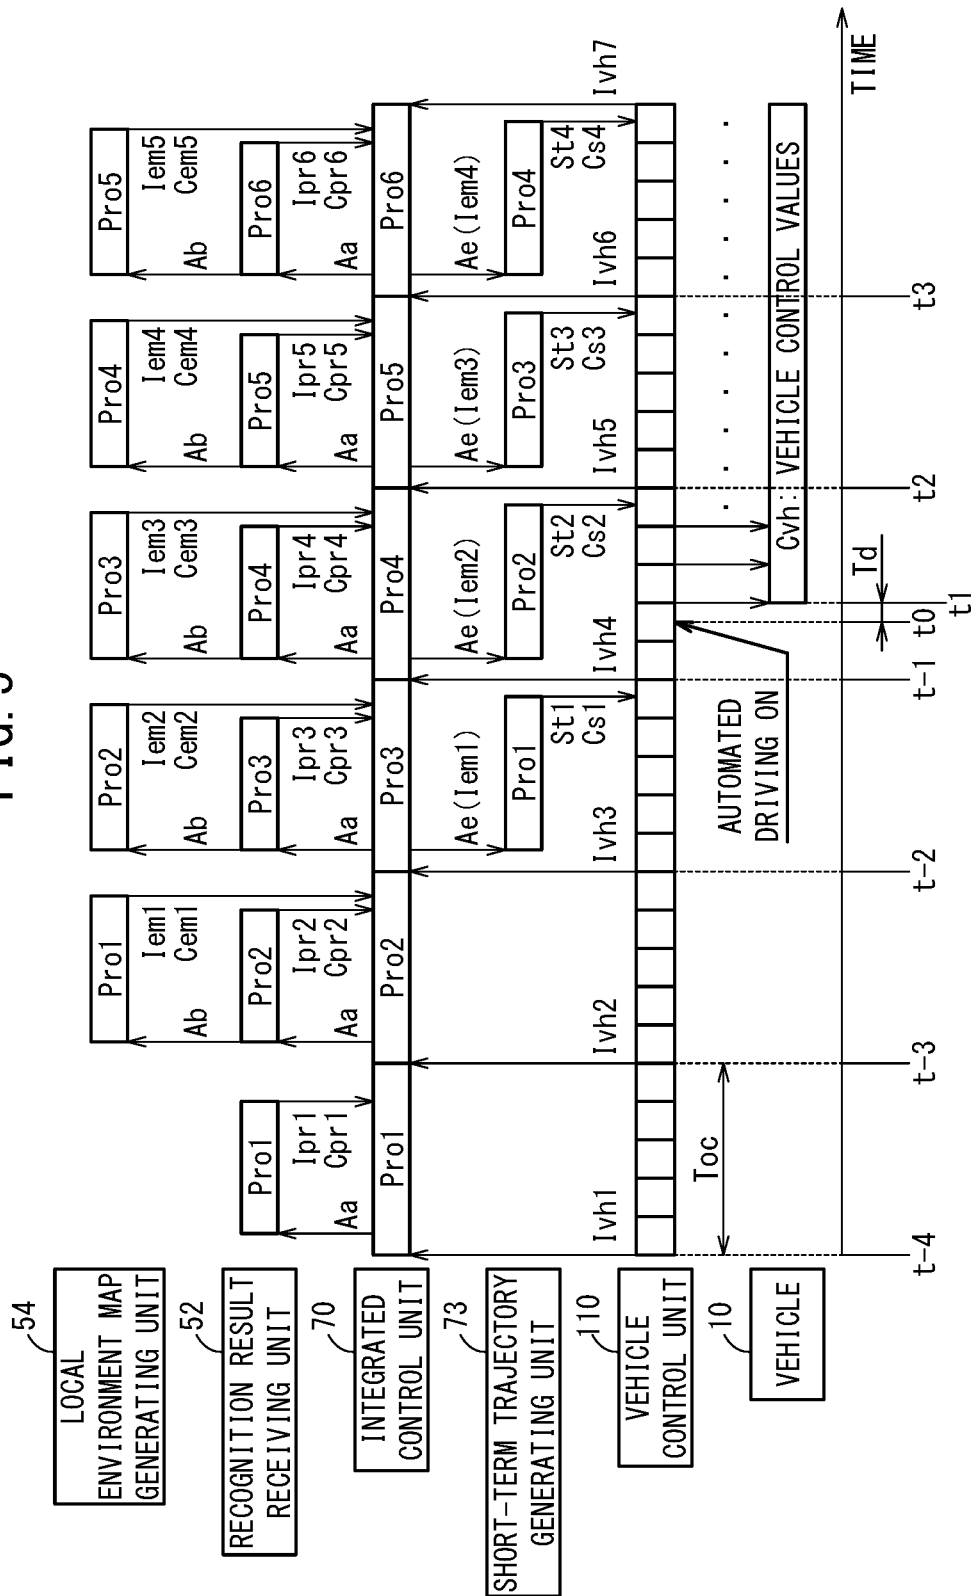 FIG. 5
54
LOCAL
ENVIRONMENT MAP
GENERATING UNIT
Pro1
Pro2
Pro3
Pro4
Pro5
Ab
Iem1
Cem1
Ab
Iem2
Cem2
Ab
Iem3
Cem3
Ab
Iem4
Cem4
Ab
Iem5
Cem5
52
RECOGNITION RESULT
RECEIVING UNIT
Pro1
Pro2
Pro3
Pro4
Pro5
Pro6
Aa
Ipr1
Cpr1
Aa
Ipr2
Cpr2
Aa
Ipr3
Cpr3
Aa
Ipr4
Cpr4
Aa
Ipr5
Cpr5
Aa
Ipr6
Cpr6
70
INTEGRATED
CONTROL UNIT
Pro1
Pro2
Pro3
Pro4
Pro5
Pro6
Ae(Iem1)
Ae(Iem2)
Ae(Iem3)
Ae(Iem4)
73
SHORT-TERM TRAJECTORY
GENERATING UNIT
Pro1
Pro2
Pro3
Pro4
St1
Cs1
St2
Cs2
St3
Cs3
St4
Cs4
Ivh1
Ivh2
Ivh3
Ivh4
Ivh5
Ivh6
Ivh7
110
VEHICLE
CONTROL UNIT
Toc
AUTOMATED
DRIVING ON
10
VEHICLE
Cvh: VEHICLE CONTROL VALUES
Td
TIME
t-4
t-3
t-2
t-1
t0
t1
t2
t3